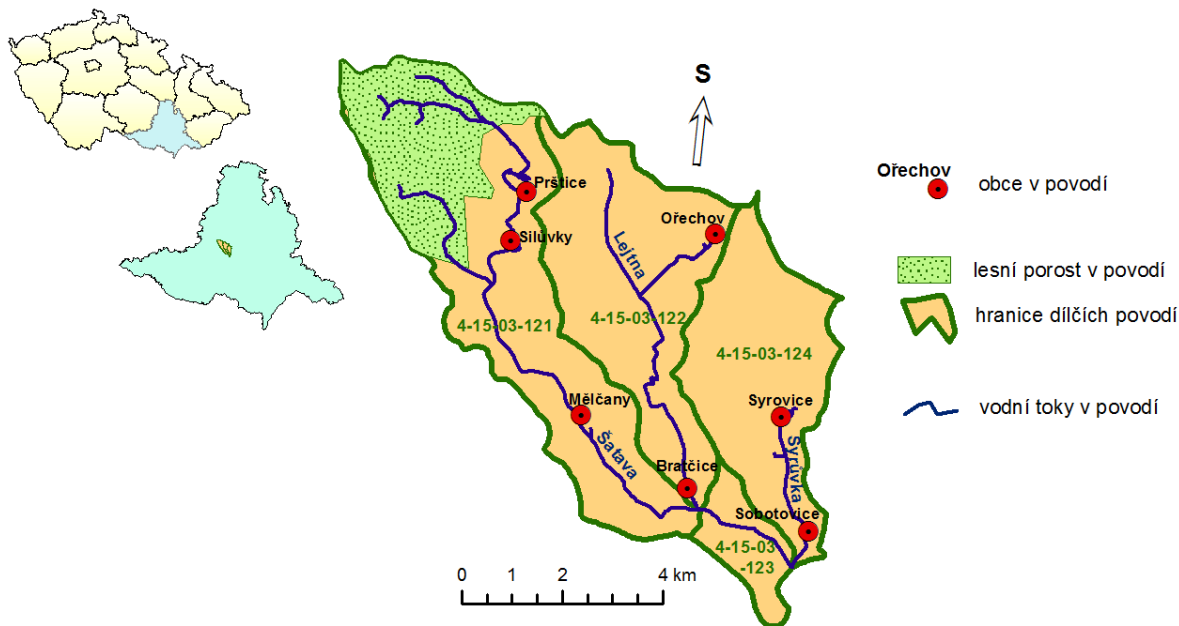 S
Ořechov
obce v povodí
lesní porost v povodí
hranice dílčích povodí
vodní toky v povodí
Prštice
Silůvky
Ořechov
Lejtna
4-15-03-121
4-15-03-122
4-15-03-124
Mělčany
Šatava
Syrovice
Syrůvka
Bratčice
Sobotovice
4-15-03
-123
0 1 2 4 km